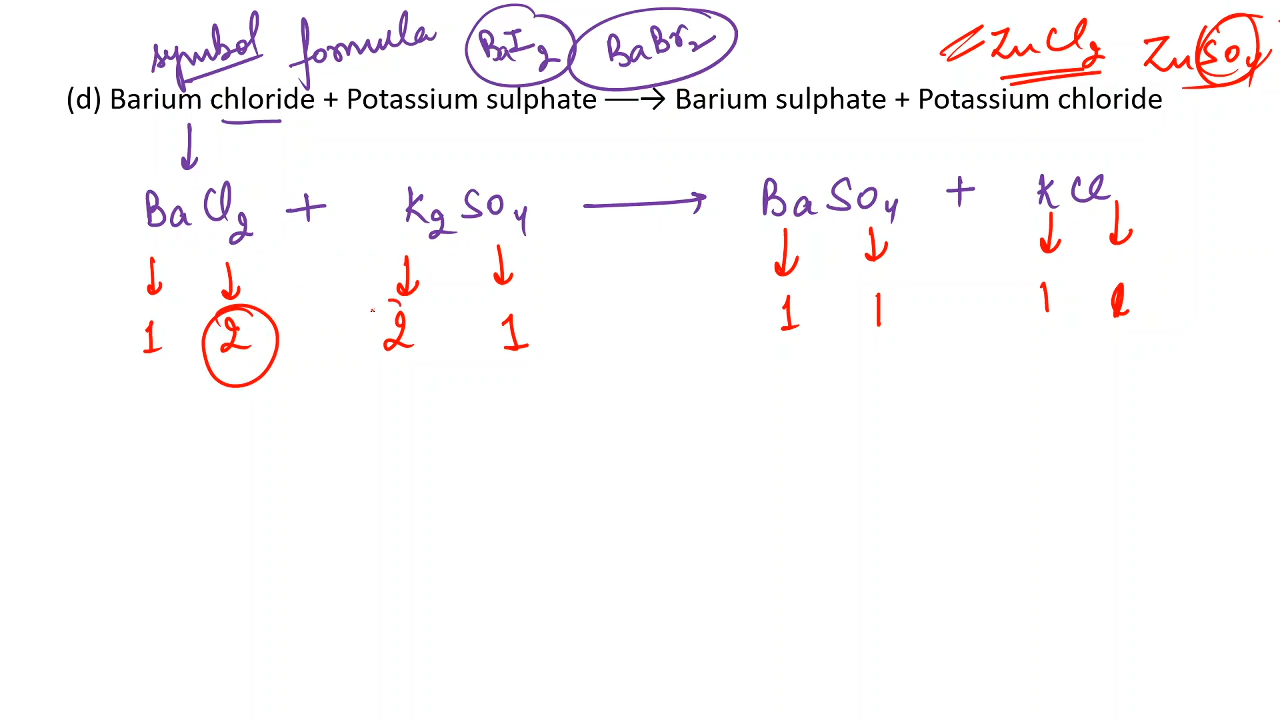 symbol formula BaI2 BaBr2 ZnCl2 ZnSO4
(d) Barium chloride + Potassium sulphate —→ Barium sulphate + Potassium chloride
↓
BaCl2 + K2SO4 → BaSO4 + KCl
↓ ↓ ↓ ↓ ↓ ↓ ↓ ↓
1 2 2 1 1 1 1 1